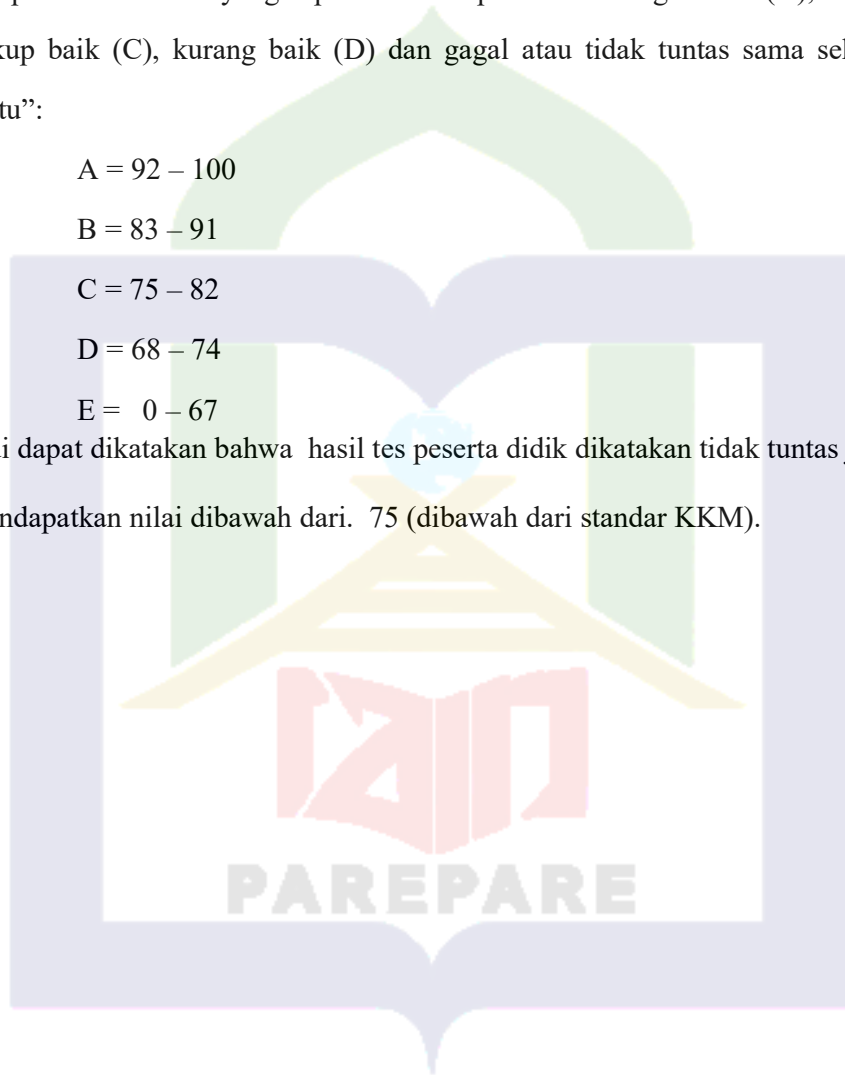 kup baik (C), kurang baik (D) dan gagal atau tidak tuntas sama
tu”:
A = 92 – 100
B = 83 – 91
C = 75 – 82
D = 68 – 74
E = 0 – 67
i dapat dikatakan bahwa hasil tes peserta didik dikatakan tidak tuntas
ndapatkan nilai dibawah dari. 75 (dibawah dari standar KKM).
iain
PAREPARE